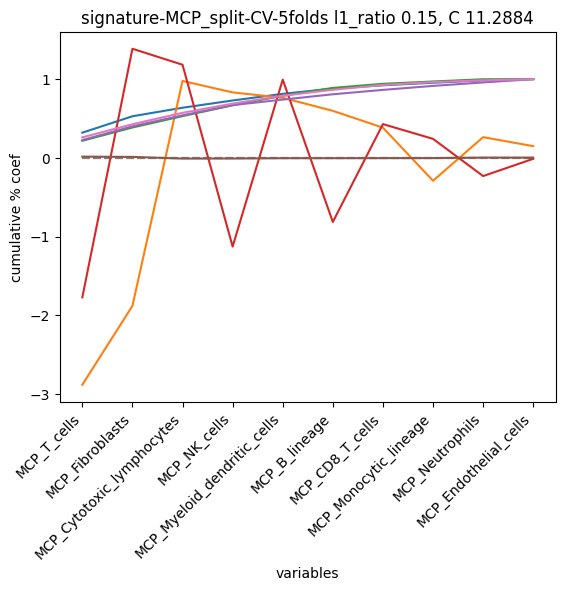 signature-MCP_split-CV-5folds l1_ratio 0.15, C 11.2884
cumulative % coef
1
0
−1
−2
−3
MCP_T_cells
MCP_Fibroblasts
MCP_Cytotoxic_lymphocytes
MCP_NK_cells
MCP_Myeloid_dendritic_cells
MCP_B_lineage
MCP_CD8_T_cells
MCP_Monocytic_lineage
MCP_Neutrophils
MCP_Endothelial_cells
variables